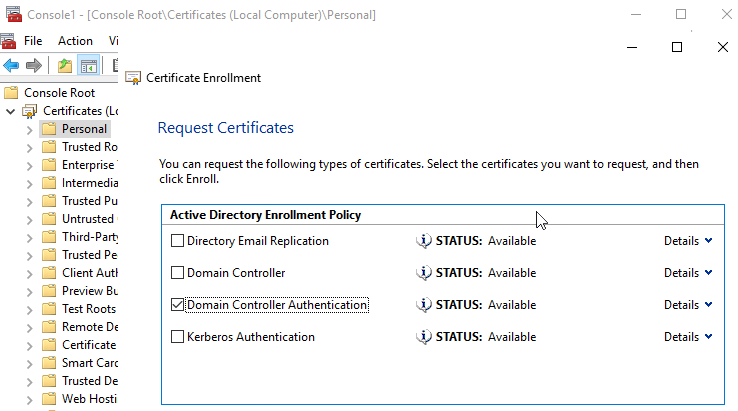 Console1 - [Console Root\Certificates (Local Computer)\Personal]
File Action Vi
Certificate Enrollment
Console Root
Certificates (Lo
Personal
Trusted Ro
Enterprise
Intermedia
Trusted Pu
Untrusted
Third-Party
Trusted Pe
Client Auth
Preview Bu
Test Roots
Remote De
Certificate
Smart Card
Trusted De
Web Hosti
Request Certificates
You can request the following types of certificates. Select the certificates you want to request, and then
click Enroll.
Active Directory Enrollment Policy
Directory Email Replication STATUS: Available Details
Domain Controller STATUS: Available Details
Domain Controller Authentication STATUS: Available Details
Kerberos Authentication STATUS: Available Details